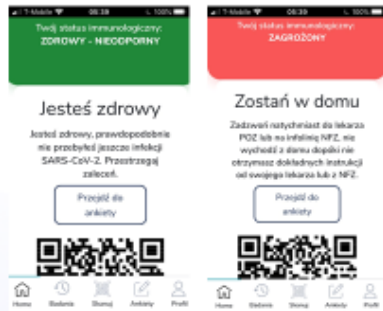 T-Mobile 08:38 100%
Twój status immunologiczny:
ZDROWY - NIEODPORNY
Jesteś zdrowy
Jesteś zdrowy, prawdopodobnie
nie przebyłeś jeszcze infekcji
SARS-CoV-2. Przestrzegaj
zaleceń.
Przejdź do
ankiety
Home Badania Skanuj Ankiety Profil
T-Mobile 08:39 100%
Twój status immunologiczny:
ZAGROŻONY
Zostań w domu
Zadzwoń natychmiast do lekarza
POZ lub na infolinię NFZ, nie
wychodź z domu dopóki nie
otrzymasz dokładnych instrukcji
od swojego lekarza lub z NFZ.
Przejdź do
ankiety
Home Badania Skanuj Ankiety Profil